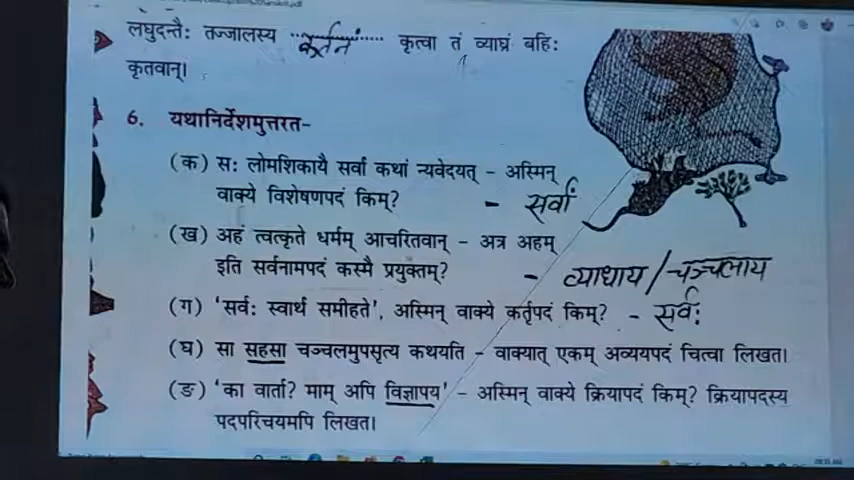 लघुदन्तैः तज्जालस्य ......कर्तनं...... कृत्वा तं व्याघ्रं बहिः
कृतवान्।
6. यथानिर्देशमुत्तरत–
(क) सः लोमशिकायै सर्वां कथां न्यवेदयत् – अस्मिन्
वाक्ये विशेषणपदं किम्? – सर्वां
(ख) अहं त्वत्कृते धर्मम् आचरितवान् – अत्र अहम्
इति सर्वनामपदं कस्मै प्रयुक्तम्? – व्याधाय / चञ्चलाय
(ग) ‘सर्वः स्वार्थं समीहते’, अस्मिन् वाक्ये कर्तृपदं किम्? – सर्वः
(घ) सा सहसा चञ्चलमुपसृत्य कथयति – वाक्यात् एकम् अव्ययपदं चित्वा लिखत।
(ङ) ‘का वार्ता? माम् अपि विज्ञापय’ – अस्मिन् वाक्ये क्रियापदं किम्? क्रियापदस्य
पदपरिचयमपि लिखत।